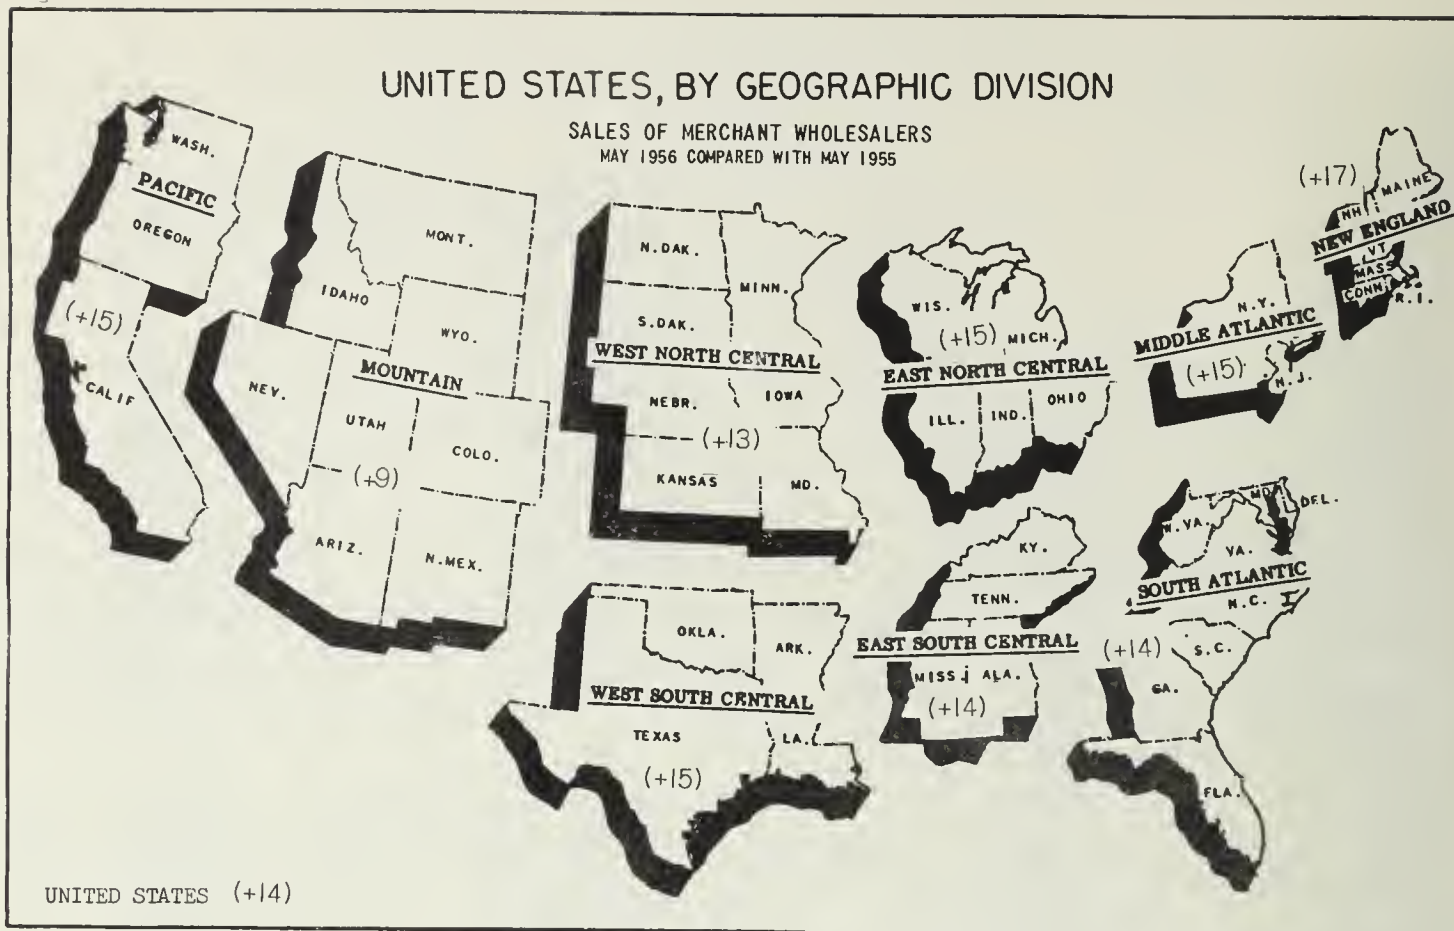 UNITED STATES, BY GEOGRAPHIC DIVISION
SALES OF MERCHANT WHOLESALERS
MAY 1956 COMPARED WITH MAY 1955
WASH.
PACIFIC
OREGON
(+15)
CALIF
MONT.
IDAHO
WYO.
NEV.
MOUNTAIN
UTAH
COLO.
(+9)
ARIZ.
N.MEX.
N.DAK.
MINN.
S.DAK.
WEST NORTH CENTRAL
NEBR.
IOWA
(+13)
KANSAS
MD.
WIS.
(+15)
MICH.
EAST NORTH CENTRAL
ILL.
IND.
OHIO
N.Y.
MIDDLE ATLANTIC
(+15)
N.J.
(+17)
MAINE
NH
NEW ENGLAND
VT
MASS
CONN
R.I.
OKLA.
ARK.
WEST SOUTH CENTRAL
TEXAS
LA.
(+15)
KY.
TENN.
EAST SOUTH CENTRAL
MISS
ALA.
(+14)
MD
DEL.
W.VA.
VA.
SOUTH ATLANTIC
N.C.
(+14)
S.C.
GA.
FLA.
UNITED STATES (+14)